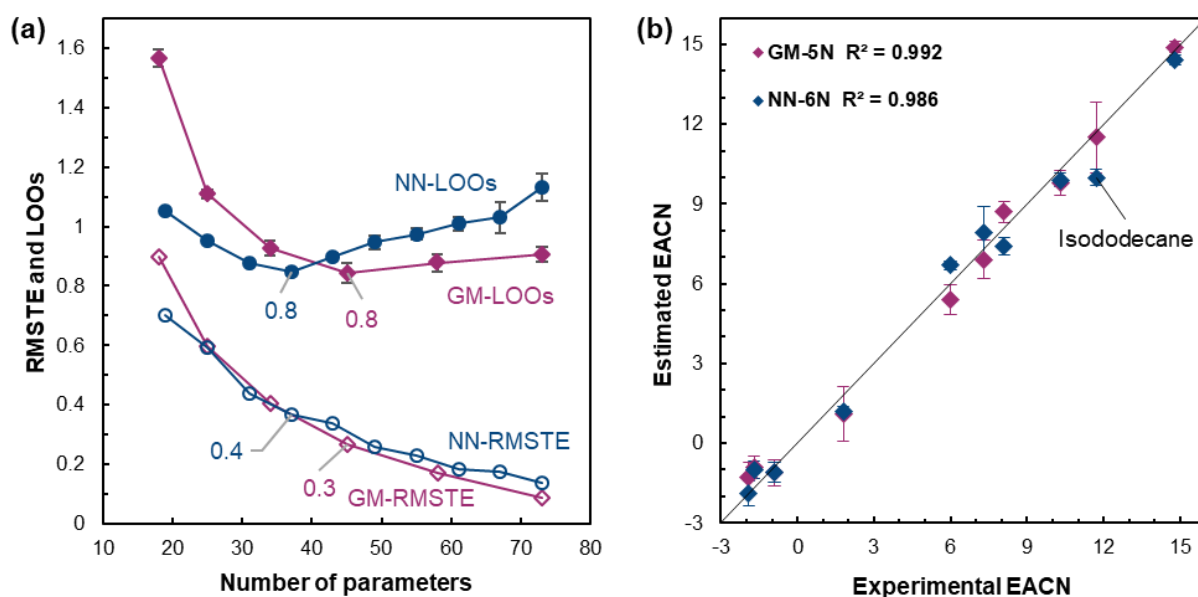 (a)
RMSTE and LOOs
1.6
1.4
1.2
1
0.8
0.6
0.4
0.2
0
NN-LOOs
0.8
0.8
GM-LOOs
0.4
0.3
NN-RMSTE
GM-RMSTE
10 20 30 40 50 60 70 80
Number of parameters
(b)
Estimated EACN
15
12
9
6
3
0
-3
GM-5N R² = 0.992
NN-6N R² = 0.986
Isododecane
-3 0 3 6 9 12 15
Experimental EACN